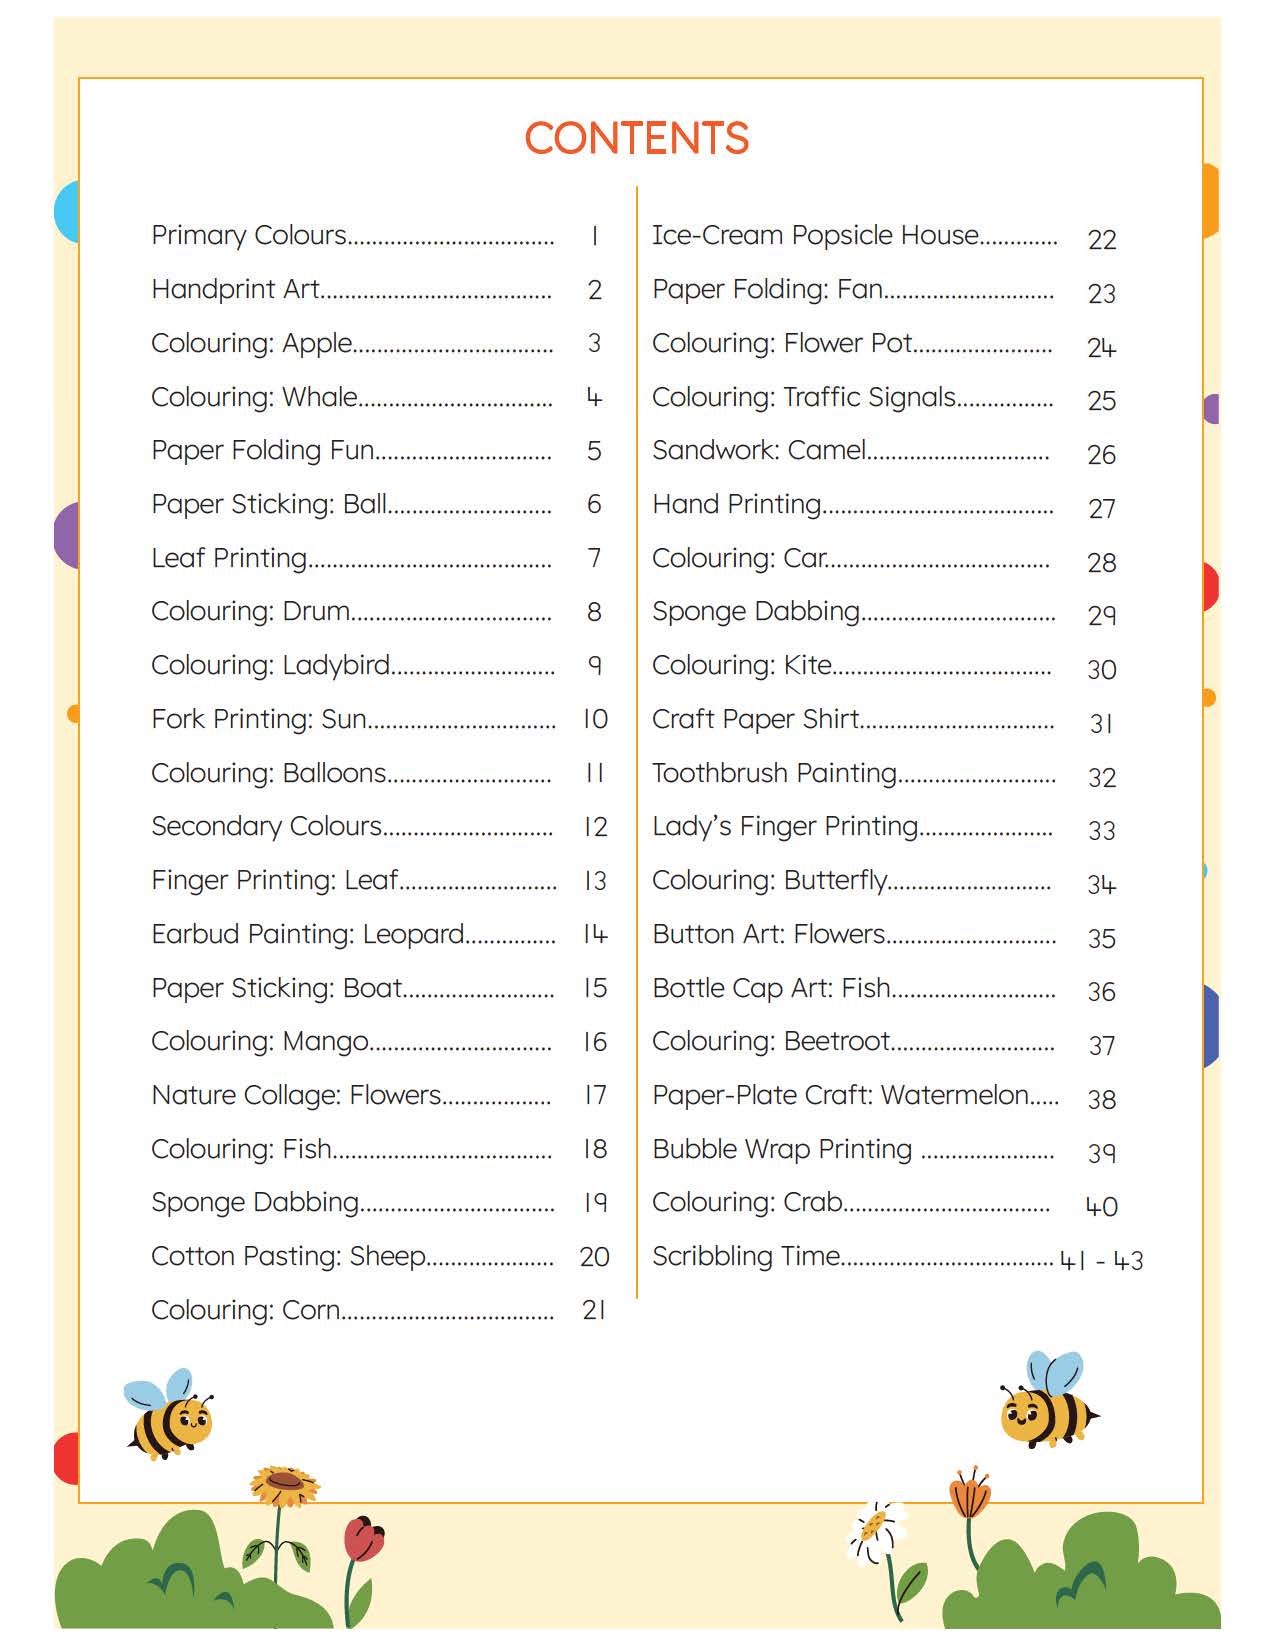 CONTENTS
Primary Colours.................................. 1
Handprint Art...................................... 2
Colouring: Apple................................. 3
Colouring: Whale................................ 4
Paper Folding Fun............................. 5
Paper Sticking: Ball........................... 6
Leaf Printing........................................ 7
Colouring: Drum................................. 8
Colouring: Ladybird........................... 9
Fork Printing: Sun............................... 10
Colouring: Balloons........................... 11
Secondary Colours............................ 12
Finger Printing: Leaf.......................... 13
Earbud Painting: Leopard............... 14
Paper Sticking: Boat......................... 15
Colouring: Mango.............................. 16
Nature Collage: Flowers.................. 17
Colouring: Fish.................................... 18
Sponge Dabbing................................ 19
Cotton Pasting: Sheep..................... 20
Colouring: Corn................................... 21
Ice-Cream Popsicle House............. 22
Paper Folding: Fan............................ 23
Colouring: Flower Pot....................... 24
Colouring: Traffic Signals................ 25
Sandwork: Camel.............................. 26
Hand Printing...................................... 27
Colouring: Car..................................... 28
Sponge Dabbing................................ 29
Colouring: Kite.................................... 30
Craft Paper Shirt................................ 31
Toothbrush Painting.......................... 32
Lady’s Finger Printing...................... 33
Colouring: Butterfly........................... 34
Button Art: Flowers............................ 35
Bottle Cap Art: Fish........................... 36
Colouring: Beetroot........................... 37
Paper-Plate Craft: Watermelon..... 38
Bubble Wrap Printing ...................... 39
Colouring: Crab.................................. 40
Scribbling Time................................... 41 - 43